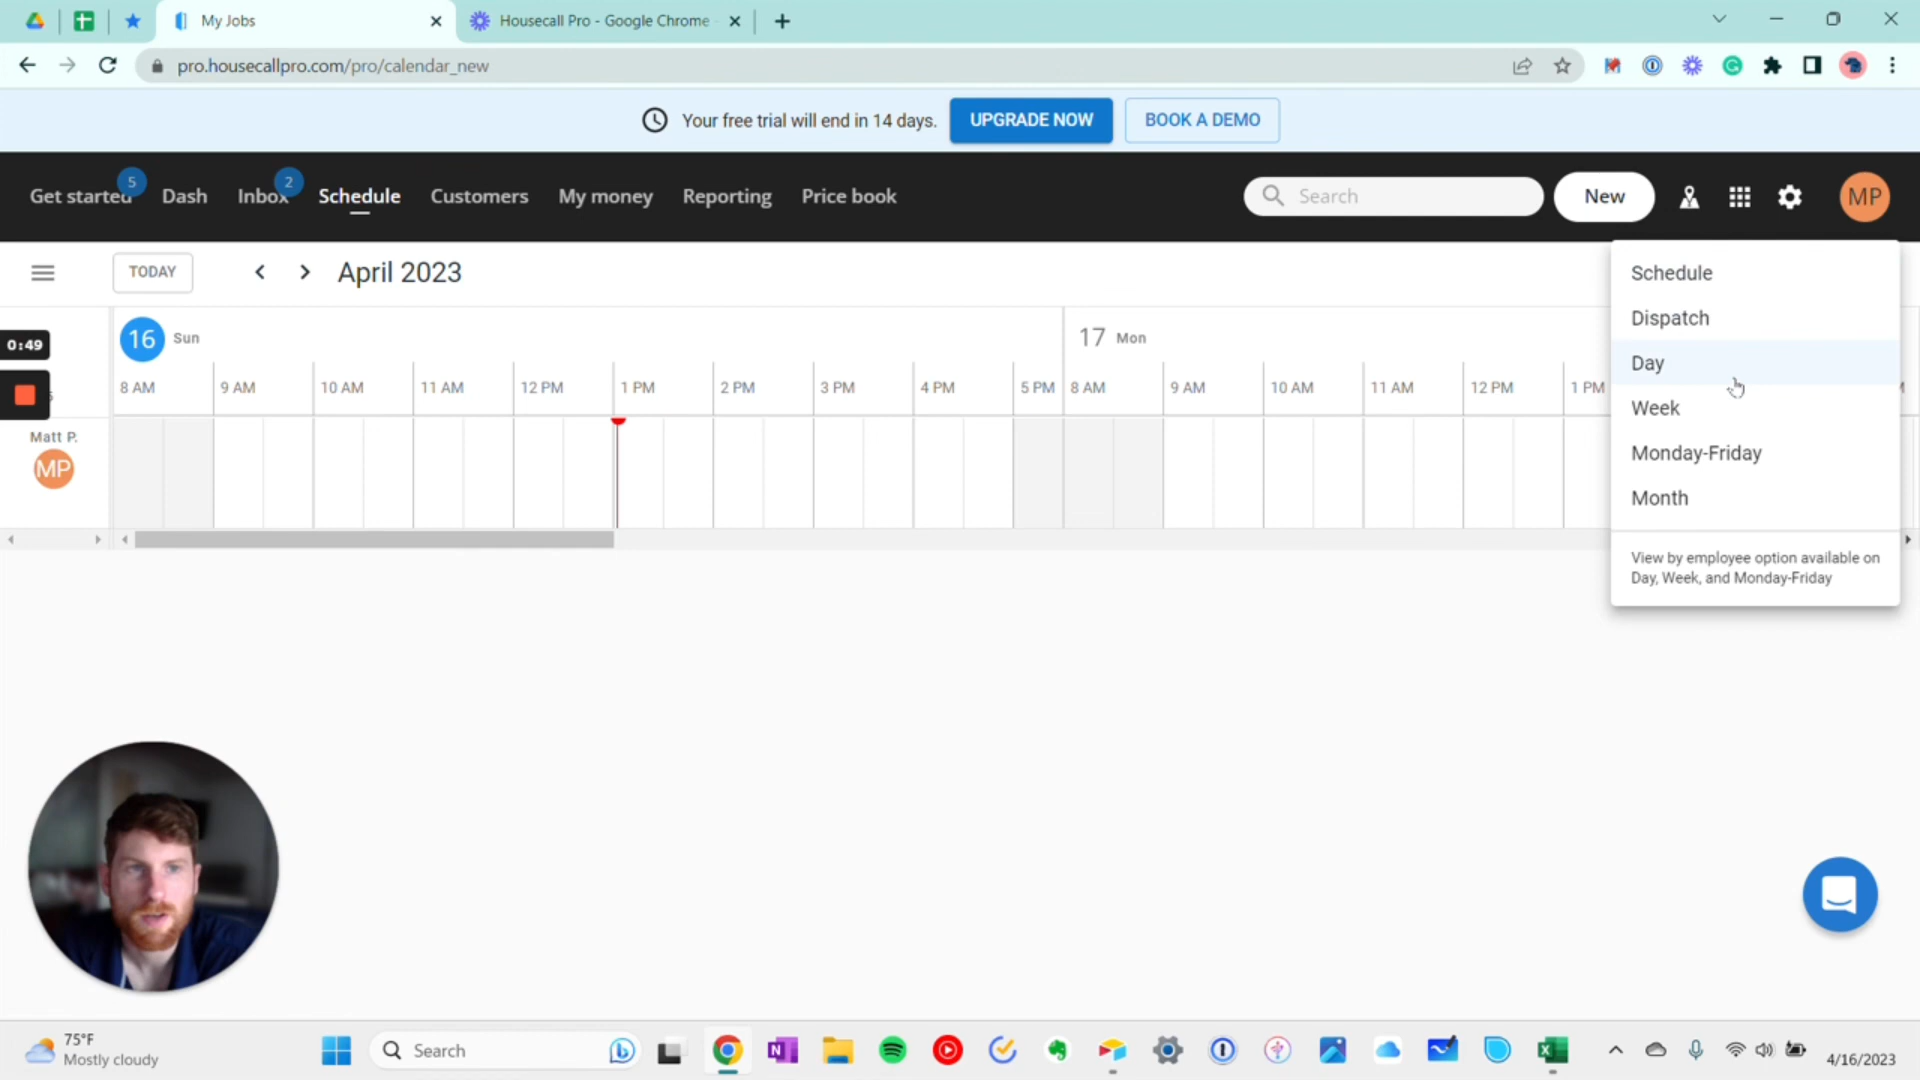 My Jobs
Housecall Pro - Google Chrome
pro.housecallpro.com/pro/calendar_new
Your free trial will end in 14 days.
UPGRADE NOW
BOOK A DEMO
Get started
5
Dash
Inbox
2
Schedule
Customers
My money
Reporting
Price book
Search
New
MP
TODAY
April 2023
Schedule
Dispatch
Day
Week
Monday-Friday
Month
View by employee option available on
Day, Week, and Monday-Friday
0:49
16 Sun
17 Mon
8 AM
9 AM
10 AM
11 AM
12 PM
1 PM
2 PM
3 PM
4 PM
5 PM
8 AM
9 AM
10 AM
11 AM
12 PM
1 PM
Matt P.
MP
75°F
Mostly cloudy
Search
4/16/2023